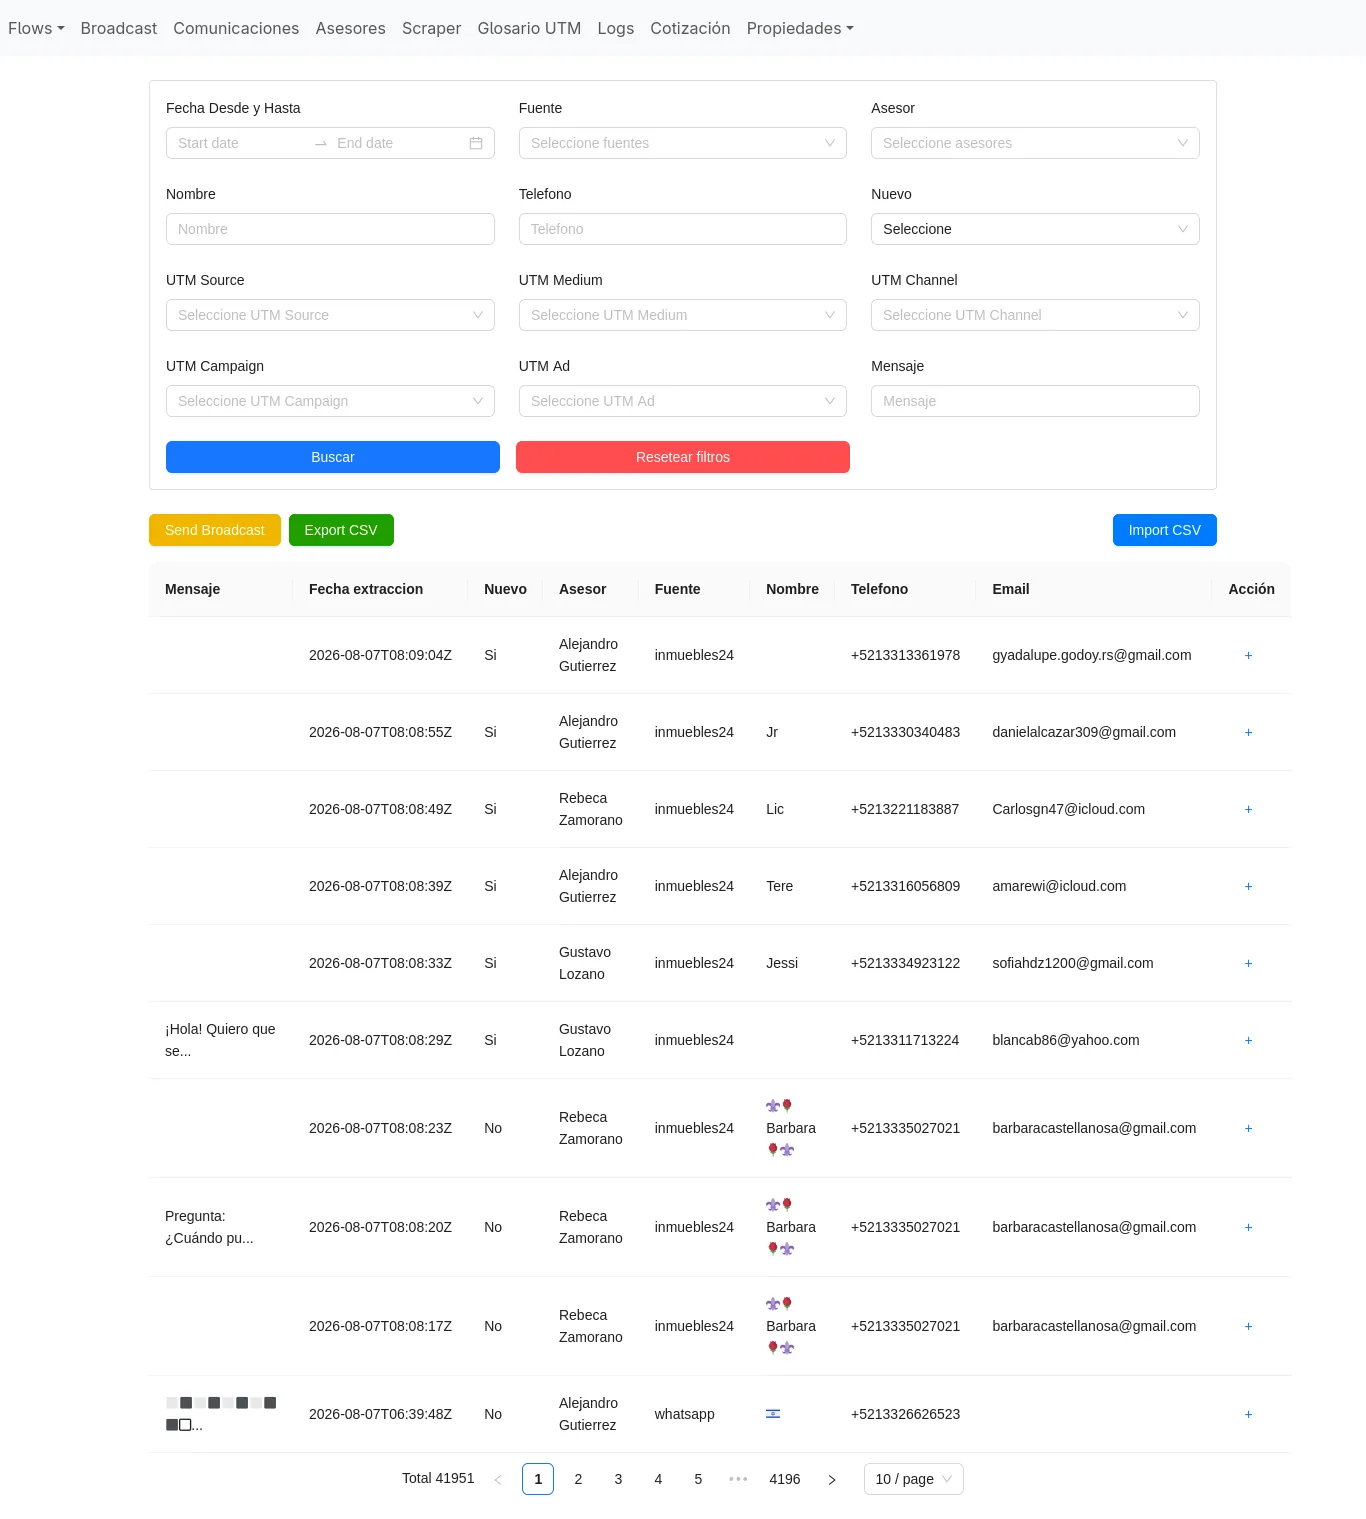 Flows Broadcast Comunicaciones Asesores Scraper Glosario UTM Logs Cotización Propiedades
Fecha Desde y Hasta Fuente Asesor
Start date End date Seleccione fuentes Seleccione asesores
Nombre Telefono Nuevo
Nombre Telefono Seleccione
UTM Source UTM Medium UTM Channel
Seleccione UTM Source Seleccione UTM Medium Seleccione UTM Channel
UTM Campaign UTM Ad Mensaje
Seleccione UTM Campaign Seleccione UTM Ad Mensaje
Buscar Resetear filtros
Send Broadcast Export CSV Import CSV
Mensaje Fecha extraccion Nuevo Asesor Fuente Nombre Telefono Email Acción
2026-08-07T08:09:04Z Si Alejandro Gutierrez inmuebles24 +5213313361978 gyadalupe.godoy.rs@gmail.com +
2026-08-07T08:08:55Z Si Alejandro Gutierrez inmuebles24 Jr +5213330340483 danielalcazar309@gmail.com +
2026-08-07T08:08:49Z Si Rebeca Zamorano inmuebles24 Lic +5213221183887 Carlosgn47@icloud.com +
2026-08-07T08:08:39Z Si Alejandro Gutierrez inmuebles24 Tere +5213316056809 amarewi@icloud.com +
2026-08-07T08:08:33Z Si Gustavo Lozano inmuebles24 Jessi +5213334923122 sofiahdz1200@gmail.com +
¡Hola! Quiero que se... 2026-08-07T08:08:29Z Si Gustavo Lozano inmuebles24 +5213311713224 blancab86@yahoo.com +
2026-08-07T08:08:23Z No Rebeca Zamorano inmuebles24 ⚜🌹 Barbara 🌹⚜ +5213335027021 barbaracastellanosa@gmail.com +
Pregunta: ¿Cuándo pu... 2026-08-07T08:08:20Z No Rebeca Zamorano inmuebles24 ⚜🌹 Barbara 🌹⚜ +5213335027021 barbaracastellanosa@gmail.com +
2026-08-07T08:08:17Z No Rebeca Zamorano inmuebles24 ⚜🌹 Barbara 🌹⚜ +5213335027021 barbaracastellanosa@gmail.com +
◻◼◻◼◻◼◻◼ ◼☐... 2026-08-07T06:39:48Z No Alejandro Gutierrez whatsapp 🇮🇱 +5213326626523 +
Total 41951 < 1 2 3 4 5 ••• 4196 > 10 / page